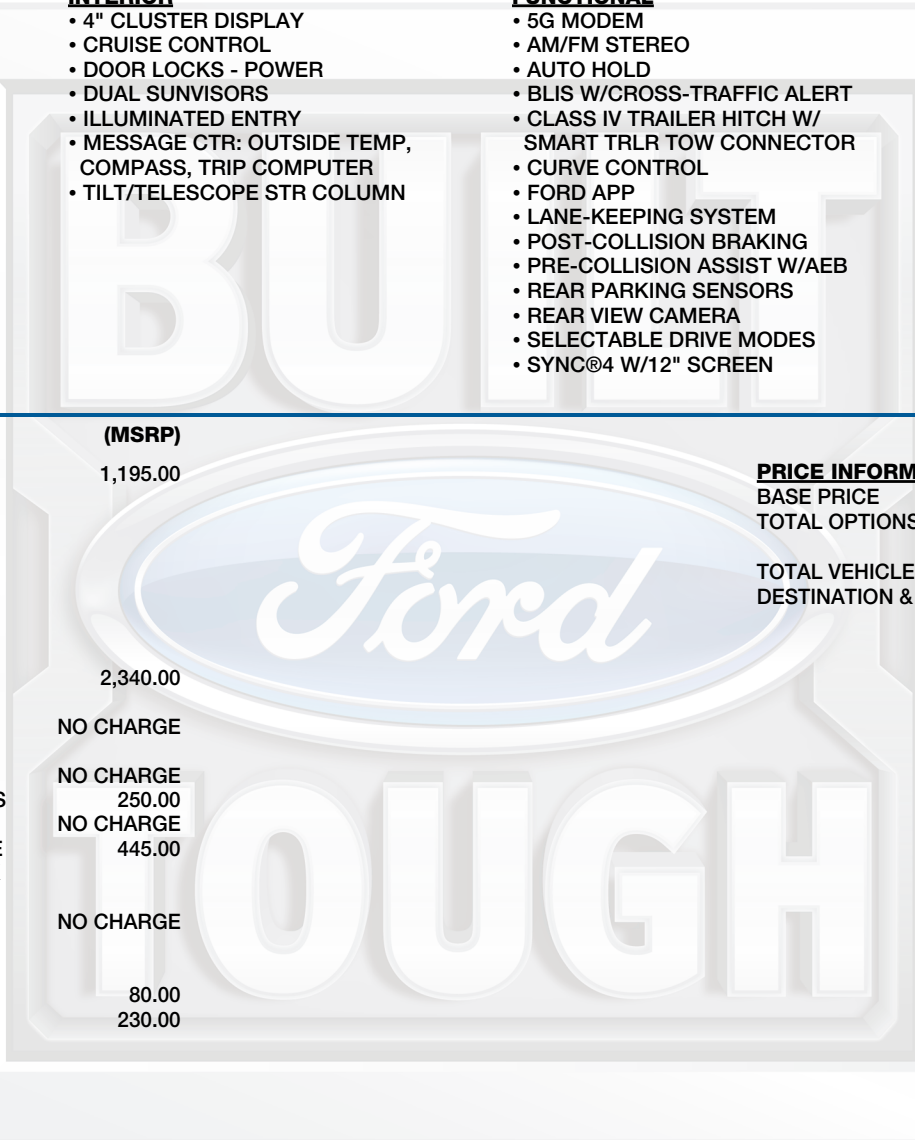 INTERIOR
• 4" CLUSTER DISPLAY
• CRUISE CONTROL
• DOOR LOCKS - POWER
• DUAL SUNVISORS
• ILLUMINATED ENTRY
• MESSAGE CTR: OUTSIDE TEMP,
COMPASS, TRIP COMPUTER
• TILT/TELESCOPE STR COLUMN
FUNCTIONAL
• 5G MODEM
• AM/FM STEREO
• AUTO HOLD
• BLIS W/CROSS-TRAFFIC ALERT
• CLASS IV TRAILER HITCH W/
SMART TRLR TOW CONNECTOR
• CURVE CONTROL
• FORD APP
• LANE-KEEPING SYSTEM
• POST-COLLISION BRAKING
• PRE-COLLISION ASSIST W/AEB
• REAR PARKING SENSORS
• REAR VIEW CAMERA
• SELECTABLE DRIVE MODES
• SYNC®4 W/12" SCREEN
BUILT
(MSRP)
1,195.00
2,340.00
NO CHARGE
NO CHARGE
S 250.00
NO CHARGE
E 445.00
NO CHARGE
80.00
230.00
PRICE INFORM
BASE PRICE
TOTAL OPTIONS
TOTAL VEHICLE
DESTINATION &
Ford
TOUGH